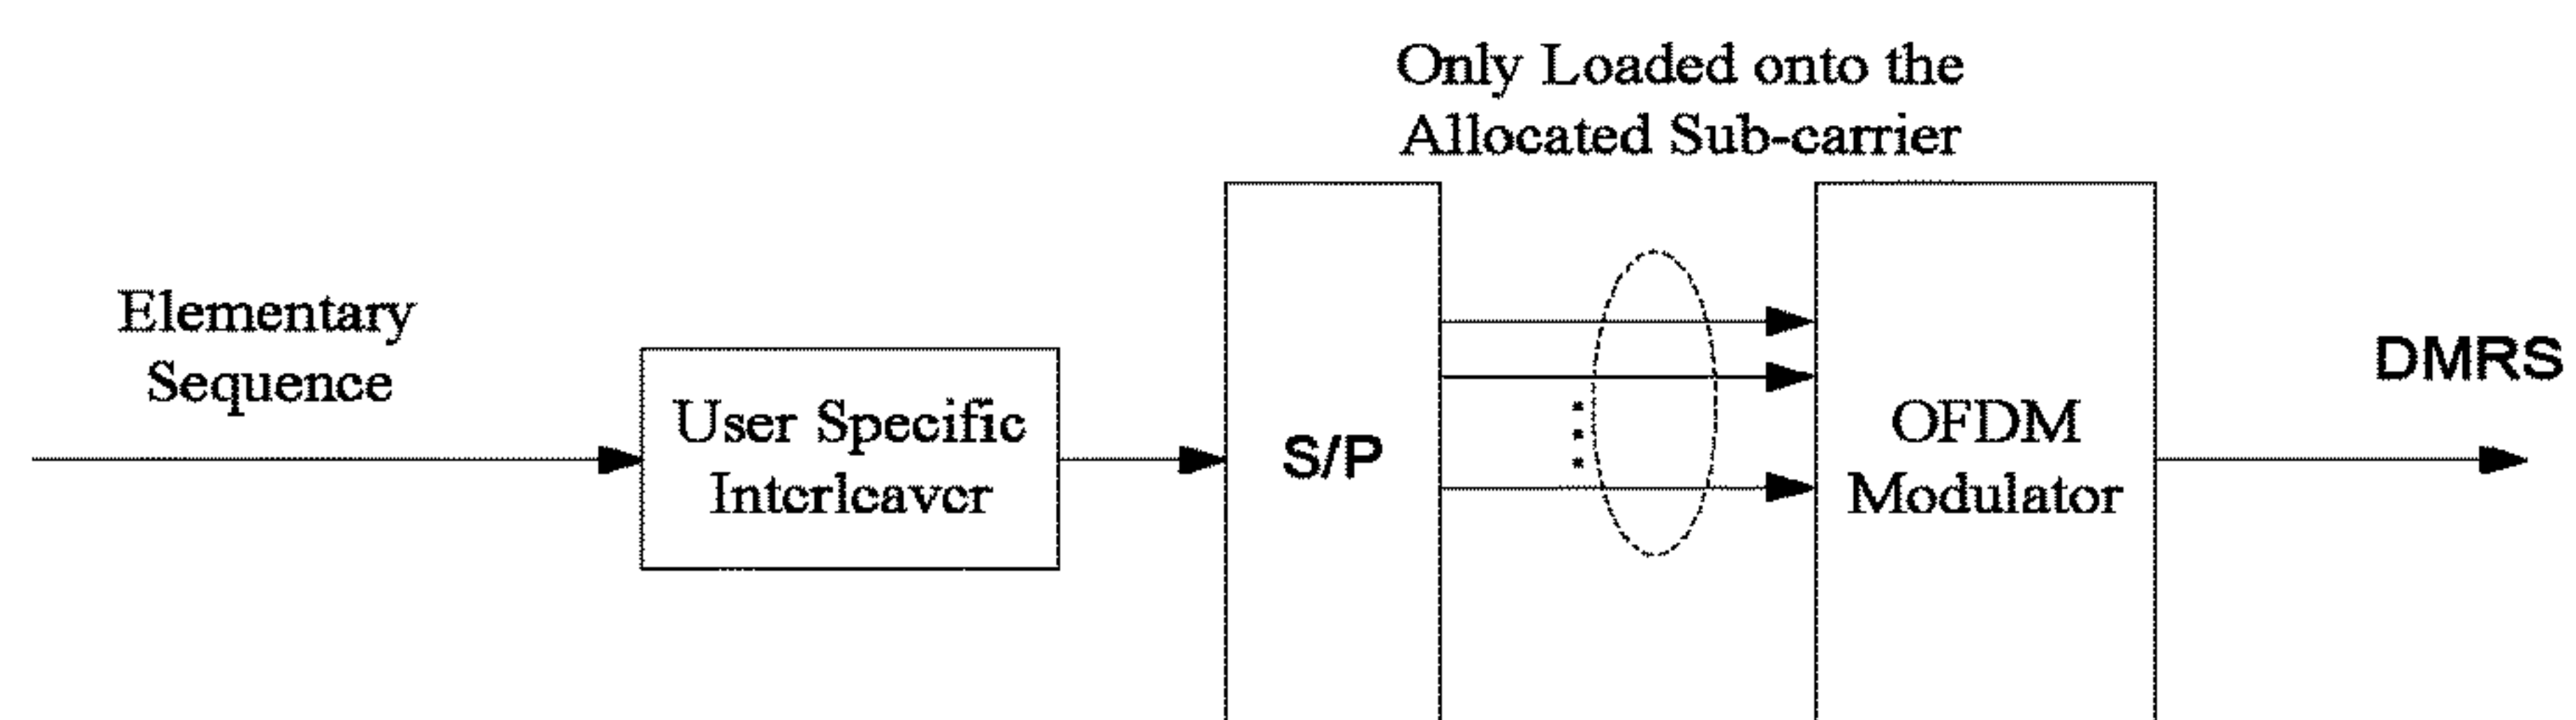 Only Loaded onto the
Allocated Sub-carrier
Elementary
Sequence
User Specific
Interleaver
S/P
OFDM
Modulator
DMRS